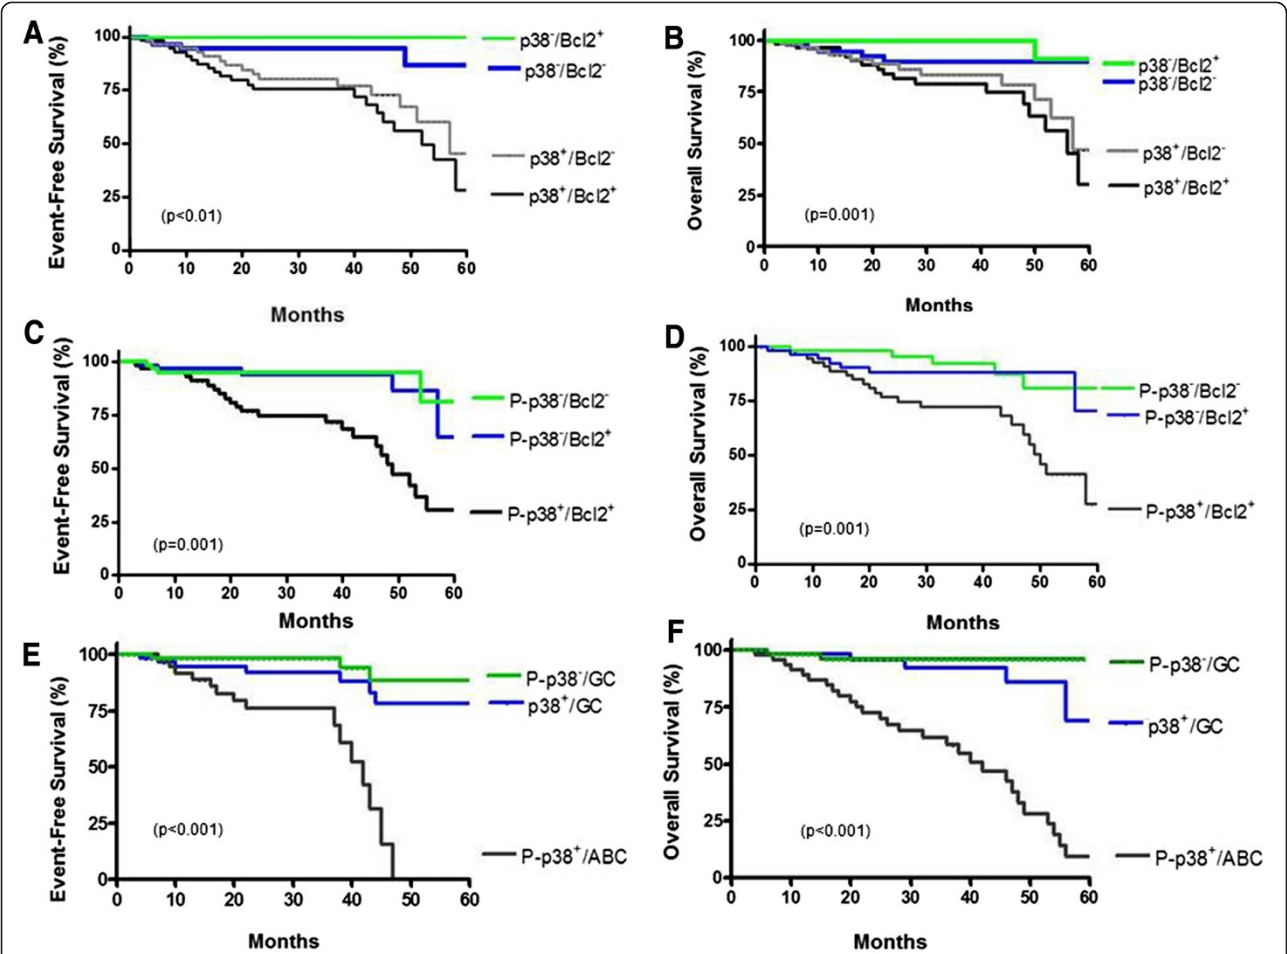 A
Event-Free Survival (%)
100
75
50
25
0
0 10 20 30 40 50 60
Months
(p<0.01)
p38⁻/Bcl2⁺
p38⁻/Bcl2⁻
p38⁺/Bcl2⁻
p38⁺/Bcl2⁺
B
Overall Survival (%)
100
75
50
25
0
0 10 20 30 40 50 60
Months
(p=0.001)
p38⁻/Bcl2⁺
p38⁻/Bcl2⁻
p38⁺/Bcl2⁻
p38⁺/Bcl2⁺
C
Event-Free Survival (%)
100
75
50
25
0
0 10 20 30 40 50 60
Months
(p=0.001)
P-p38⁻/Bcl2⁻
P-p38⁻/Bcl2⁺
P-p38⁺/Bcl2⁺
D
Overall Survival (%)
100
75
50
25
0
0 10 20 30 40 50 60
Months
(p=0.001)
P-p38⁻/Bcl2⁻
P-p38⁻/Bcl2⁺
P-p38⁺/Bcl2⁺
E
Event-Free Survival (%)
100
75
50
25
0
0 10 20 30 40 50 60
Months
(p<0.001)
P-p38⁻/GC
p38⁺/GC
P-p38⁺/ABC
F
Overall Survival (%)
100
75
50
25
0
0 10 20 30 40 50 60
Months
(p<0.001)
P-p38⁻/GC
p38⁺/GC
P-p38⁺/ABC